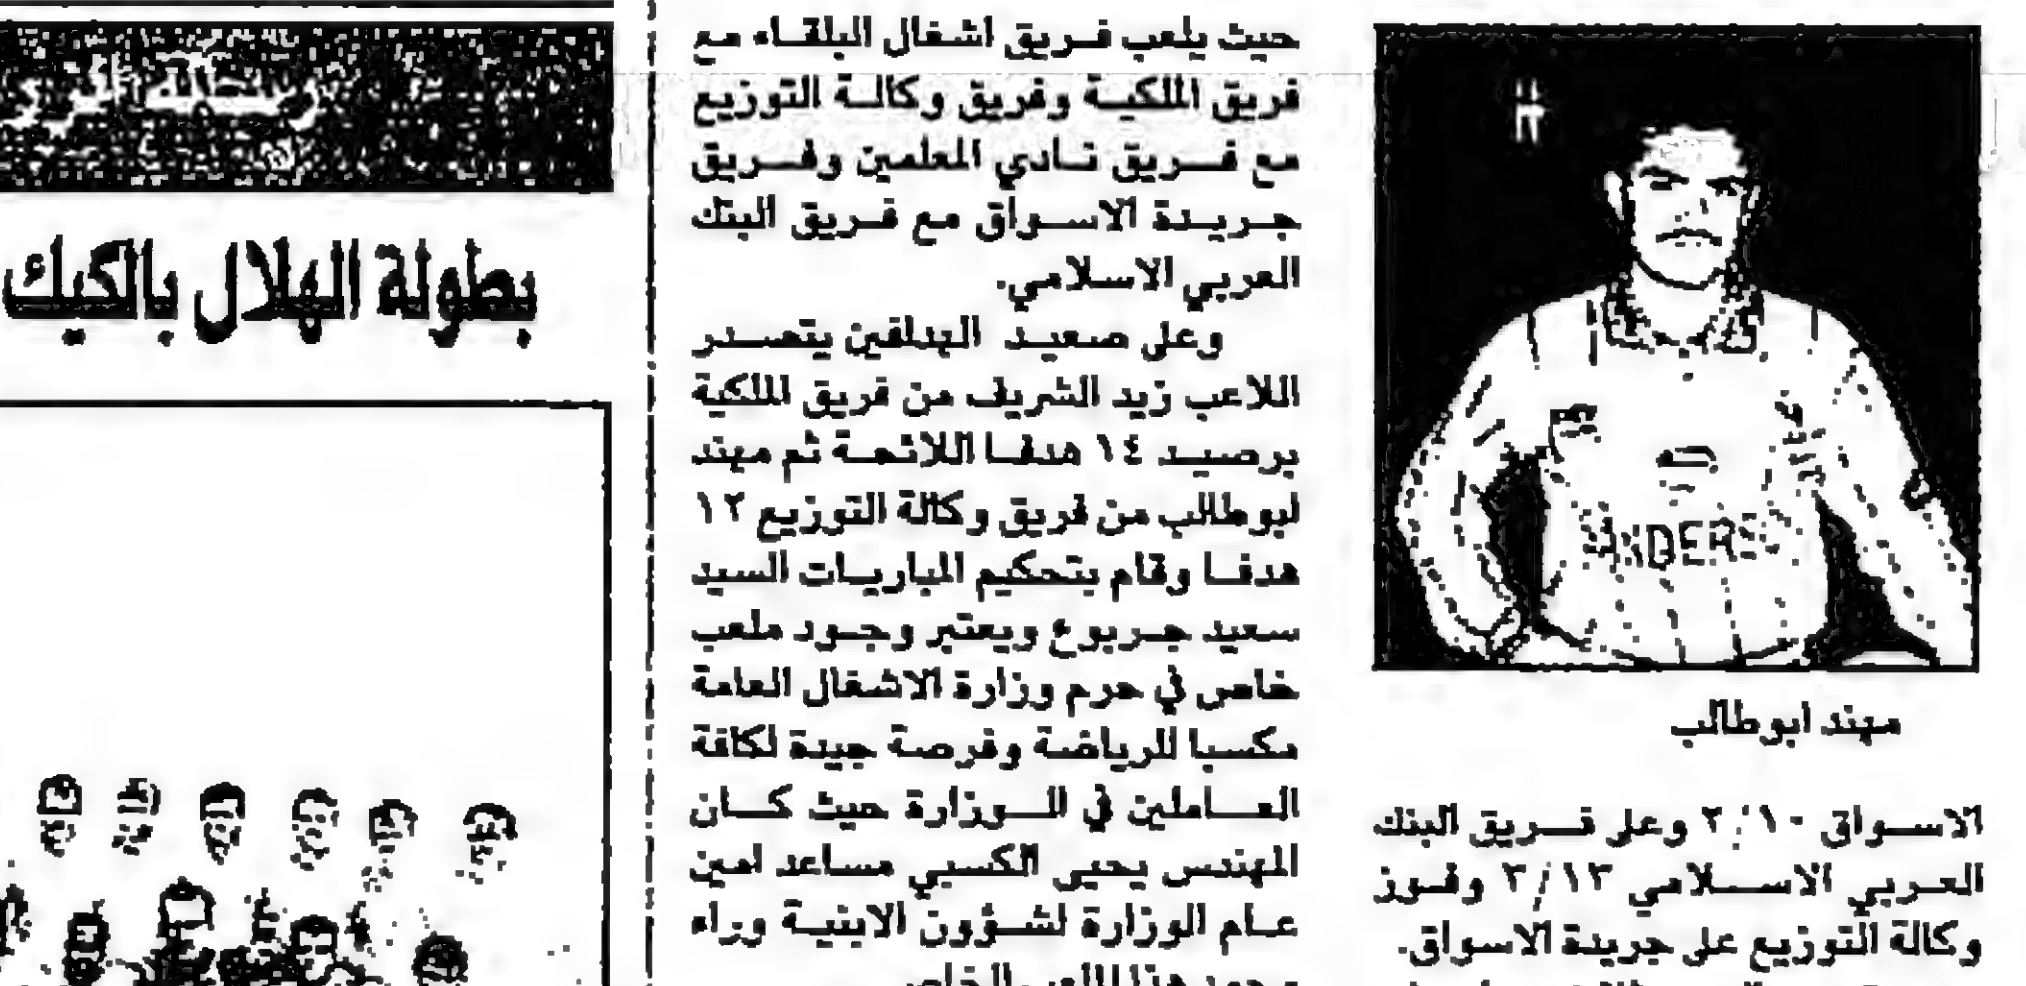 مهند ابوطالب
الاسواق ٢/١٠ وعلى فريق البنك
العربي الاسلامي ٢/١٣ وفوز
وكالة التوزيع على جريدة الاسواق.
حيث يلعب فريق اشغال البلقاء مع
فريق الملكية وفريق وكالة التوزيع
مع فريق نادي المعلمين وفريق
جريدة الاسواق مع فريق البنك
العربي الاسلامي.
وعلى صعيد الهدافين يتصدر
اللاعب زيد الشريف من فريق الملكية
برصيد ١٤ هدفا اللائحة ثم مهند
ابوطالب من فريق وكالة التوزيع ١٢
هدفا وقام بتحكيم المباريات السيد
سعيد جربوع ويعتبر وجود ملعب
خاص في حرم وزارة الاشغال العامة
مكسبا للرياضة وفرصة جيدة لكافة
العاملين في الوزارة حيث كان
المهندس يحيى الكسبي مساعد امين
عام الوزارة لشؤون الابنية وراء
وجود هذا الملعب الخاص
بطولة الهلال بالكيك